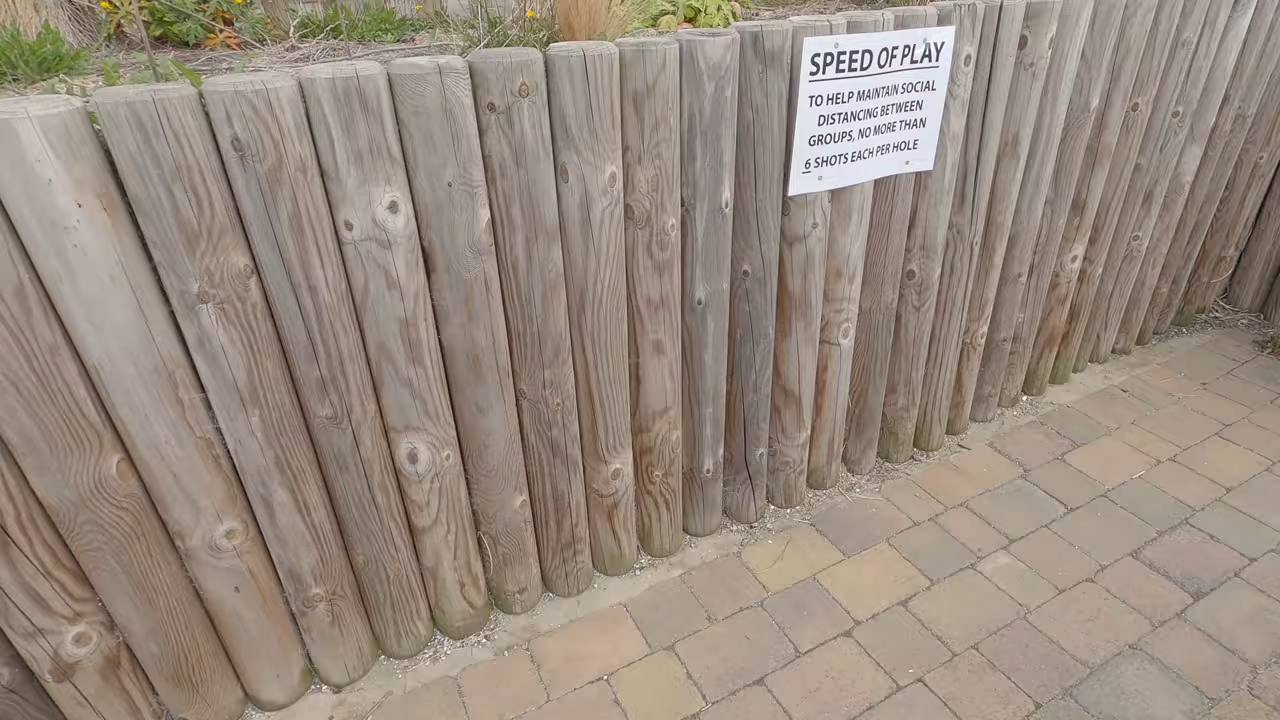 SPEED OF PLAY
TO HELP MAINTAIN SOCIAL
DISTANCING BETWEEN
GROUPS, NO MORE THAN
6 SHOTS EACH PER HOLE